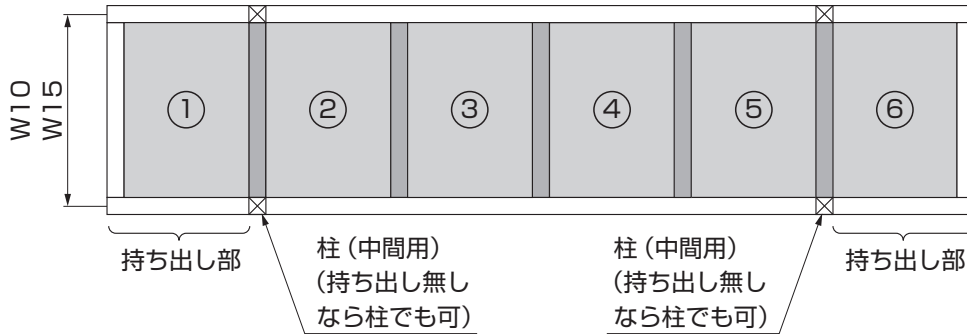 W10
W15
①
②
③
④
⑤
⑥
持ち出し部
柱（中間用）
（持ち出し無し
なら柱でも可）
柱（中間用）
（持ち出し無し
なら柱でも可）
持ち出し部